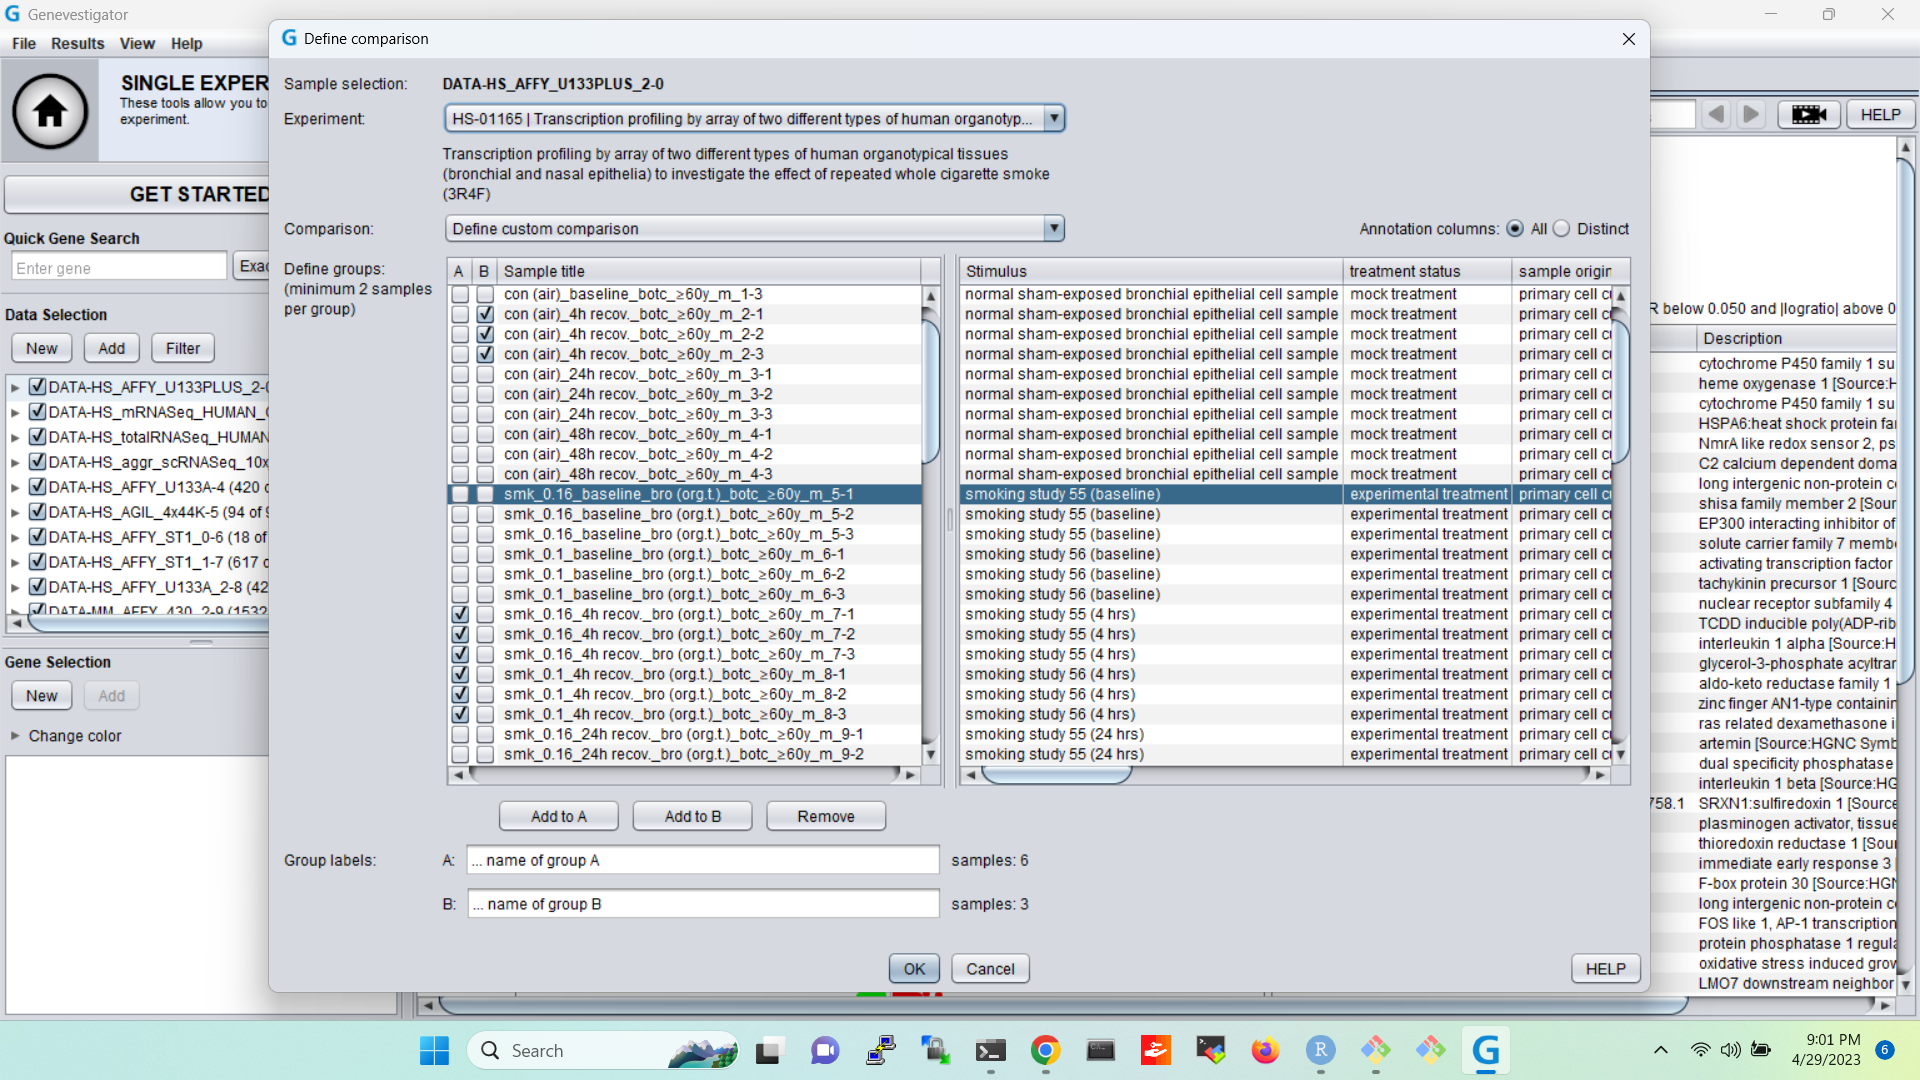 Genevestigator
File Results View Help
SINGLE EXPER
These tools allow you to
experiment.
HELP
GET STARTED
Quick Gene Search
Enter gene
Exac
Data Selection
New Add Filter
DATA-HS_AFFY_U133PLUS_2-0
DATA-HS_mRNASeq_HUMAN_
DATA-HS_totalRNASeq_HUMAN
DATA-HS_aggr_scRNASeq_10x
DATA-HS_AFFY_U133A-4 (420 o
DATA-HS_AGIL_4x44K-5 (94 of 9
DATA-HS_AFFY_ST1_0-6 (18 of
DATA-HS_AFFY_ST1_1-7 (617 o
DATA-HS_AFFY_U133A_2-8 (42
DATA-MM_AFFY_430_2-9 (1532
Gene Selection
New Add
Change color
Define comparison
Sample selection: DATA-HS_AFFY_U133PLUS_2-0
Experiment: HS-01165 | Transcription profiling by array of two different types of human organotyp...
Transcription profiling by array of two different types of human organotypical tissues
(bronchial and nasal epithelia) to investigate the effect of repeated whole cigarette smoke
(3R4F)
Comparison: Define custom comparison Annotation columns: All Distinct
Define groups:
(minimum 2 samples
per group)
A B Sample title Stimulus treatment status sample origin
con (air)_baseline_botc_≥60y_m_1-3 normal sham-exposed bronchial epithelial cell sample mock treatment primary cell cu
con (air)_4h recov._botc_≥60y_m_2-1 normal sham-exposed bronchial epithelial cell sample mock treatment primary cell cu
con (air)_4h recov._botc_≥60y_m_2-2 normal sham-exposed bronchial epithelial cell sample mock treatment primary cell cu
con (air)_4h recov._botc_≥60y_m_2-3 normal sham-exposed bronchial epithelial cell sample mock treatment primary cell cu
con (air)_24h recov._botc_≥60y_m_3-1 normal sham-exposed bronchial epithelial cell sample mock treatment primary cell cu
con (air)_24h recov._botc_≥60y_m_3-2 normal sham-exposed bronchial epithelial cell sample mock treatment primary cell cu
con (air)_24h recov._botc_≥60y_m_3-3 normal sham-exposed bronchial epithelial cell sample mock treatment primary cell cu
con (air)_48h recov._botc_≥60y_m_4-1 normal sham-exposed bronchial epithelial cell sample mock treatment primary cell cu
con (air)_48h recov._botc_≥60y_m_4-2 normal sham-exposed bronchial epithelial cell sample mock treatment primary cell cu
con (air)_48h recov._botc_≥60y_m_4-3 normal sham-exposed bronchial epithelial cell sample mock treatment primary cell cu
smk_0.16_baseline_bro (org.t.)_botc_≥60y_m_5-1 smoking study 55 (baseline) experimental treatment primary cell cu
smk_0.16_baseline_bro (org.t.)_botc_≥60y_m_5-2 smoking study 55 (baseline) experimental treatment primary cell cu
smk_0.16_baseline_bro (org.t.)_botc_≥60y_m_5-3 smoking study 55 (baseline) experimental treatment primary cell cu
smk_0.1_baseline_bro (org.t.)_botc_≥60y_m_6-1 smoking study 56 (baseline) experimental treatment primary cell cu
smk_0.1_baseline_bro (org.t.)_botc_≥60y_m_6-2 smoking study 56 (baseline) experimental treatment primary cell cu
smk_0.1_baseline_bro (org.t.)_botc_≥60y_m_6-3 smoking study 56 (baseline) experimental treatment primary cell cu
smk_0.16_4h recov._bro (org.t.)_botc_≥60y_m_7-1 smoking study 55 (4 hrs) experimental treatment primary cell cu
smk_0.16_4h recov._bro (org.t.)_botc_≥60y_m_7-2 smoking study 55 (4 hrs) experimental treatment primary cell cu
smk_0.16_4h recov._bro (org.t.)_botc_≥60y_m_7-3 smoking study 55 (4 hrs) experimental treatment primary cell cu
smk_0.1_4h recov._bro (org.t.)_botc_≥60y_m_8-1 smoking study 56 (4 hrs) experimental treatment primary cell cu
smk_0.1_4h recov._bro (org.t.)_botc_≥60y_m_8-2 smoking study 56 (4 hrs) experimental treatment primary cell cu
smk_0.1_4h recov._bro (org.t.)_botc_≥60y_m_8-3 smoking study 56 (4 hrs) experimental treatment primary cell cu
smk_0.16_24h recov._bro (org.t.)_botc_≥60y_m_9-1 smoking study 55 (24 hrs) experimental treatment primary cell cu
smk_0.16_24h recov._bro (org.t.)_botc_≥60y_m_9-2 smoking study 55 (24 hrs) experimental treatment primary cell cu
Add to A Add to B Remove
Group labels: A: ... name of group A samples: 6
B: ... name of group B samples: 3
OK Cancel HELP
R below 0.050 and |logratio| above 0
Description
cytochrome P450 family 1 su
heme oxygenase 1 [Source:H
cytochrome P450 family 1 su
HSPA6:heat shock protein fa
NmrA like redox sensor 2, ps
C2 calcium dependent doma
long intergenic non-protein c
shisa family member 2 [Sour
EP300 interacting inhibitor of
solute carrier family 7 memb
activating transcription factor
tachykinin precursor 1 [Sourc
nuclear receptor subfamily 4
TCDD inducible poly(ADP-rib
interleukin 1 alpha [Source:H
glycerol-3-phosphate acyltran
aldo-keto reductase family 1
zinc finger AN1-type containin
ras related dexamethasone i
artemin [Source:HGNC Symb
dual specificity phosphatase
interleukin 1 beta [Source:HG
758.1 SRXN1:sulfiredoxin 1 [Source
plasminogen activator, tissue
thioredoxin reductase 1 [Sour
immediate early response 3
F-box protein 30 [Source:HGN
long intergenic non-protein c
FOS like 1, AP-1 transcription
protein phosphatase 1 regula
oxidative stress induced grow
LMO7 downstream neighbor
Search
9:01 PM
4/29/2023
6